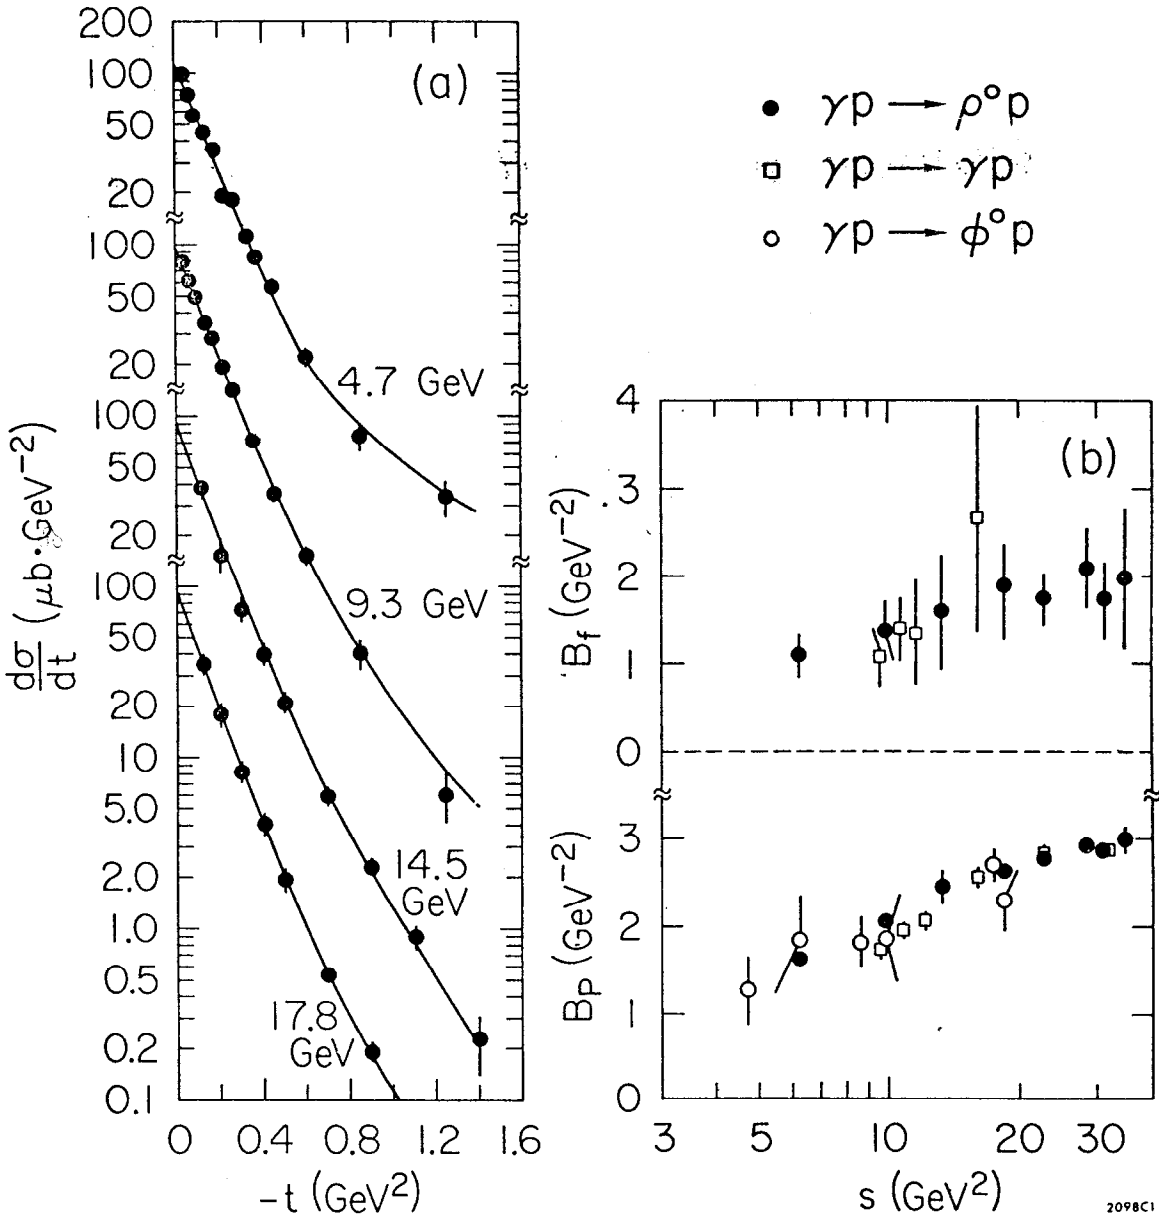 200
100
50
20
100
50
20
100
50
20
100
50
20
10
5.0
2.0
1.0
0.5
0.2
0.1
dσ/dt (μb·GeV⁻²)
(a)
4.7 GeV
9.3 GeV
14.5
GeV
17.8
GeV
0 0.4 0.8 1.2 1.6
-t (GeV²)
γp → ρ⁰p
γp → γp
γp → φ⁰p
(b)
4
3
2
1
0
B_f (GeV⁻²)
3
2
1
0
B_p (GeV⁻²)
3 5 10 20 30
s (GeV²)
2098C1